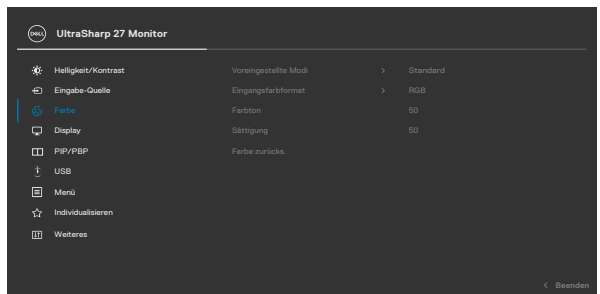 DELL UltraSharp 27 Monitor
Helligkeit/Kontrast Voreingestellte Modi > Standard
Eingabe-Quelle Eingangsfarbformat > RGB
Farbe Farbton 50
Display Sättigung 50
PIP/PBP Farbe zurücks.
USB
Menü
Individualisieren
Weiteres
< Beenden